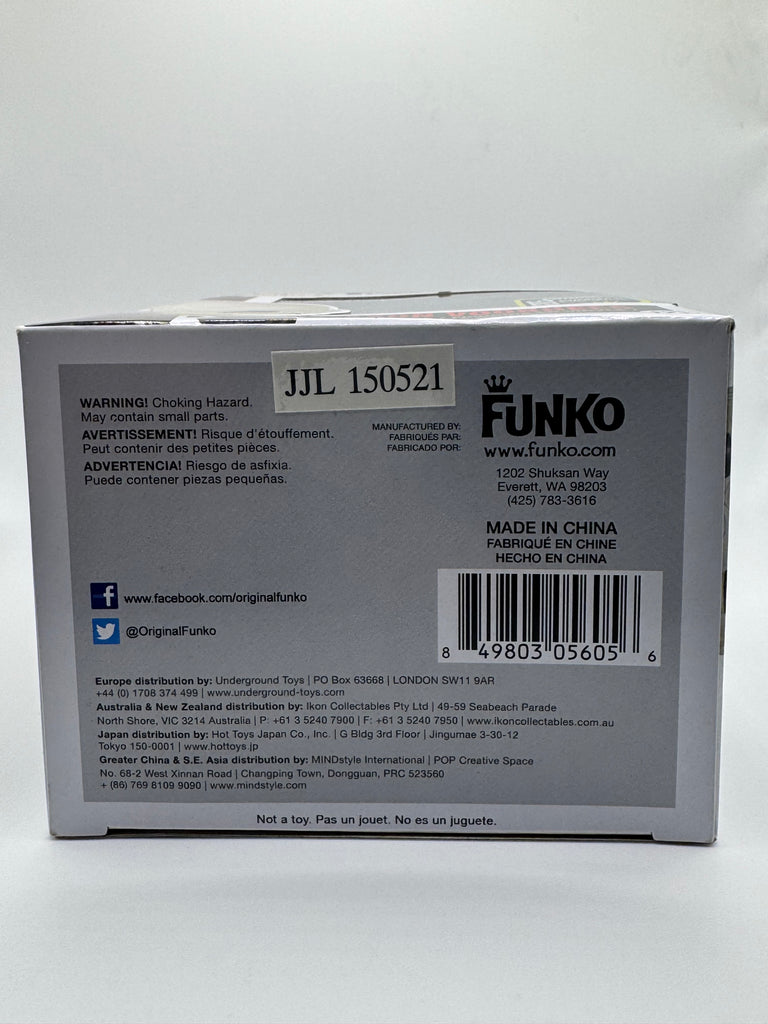 JJL 150521
WARNING! Choking Hazard.
May contain small parts.
AVERTISSEMENT! Risque d'étouffement.
Peut contenir des petites pièces.
ADVERTENCIA! Riesgo de asfixia.
Puede contener piezas pequeñas.
MANUFACTURED BY:
FABRIQUÉS PAR:
FABRICADO POR:
FUNKO
www.funko.com
1202 Shuksan Way
Everett, WA 98203
(425) 783-3616
MADE IN CHINA
FABRIQUÉ EN CHINE
HECHO EN CHINA
f www.facebook.com/originalfunko
@OriginalFunko
8 49803 05605 6
Europe distribution by: Underground Toys | PO Box 63668 | LONDON SW11 9AR
+44 (0) 1708 374 499 | www.underground-toys.com
Australia & New Zealand distribution by: Ikon Collectables Pty Ltd | 49-59 Seabeach Parade
North Shore, VIC 3214 Australia | P: +61 3 5240 7900 | F: +61 3 5240 7950 | www.ikoncollectables.com.au
Japan distribution by: Hot Toys Japan Co., Inc. | G Bldg 3rd Floor | Jingumae 3-30-12
Tokyo 150-0001 | www.hottoys.jp
Greater China & S.E. Asia distribution by: MINDstyle International | POP Creative Space
No. 68-2 West Xinnan Road | Changping Town, Dongguan, PRC 523560
+ (86) 769 8109 9090 | www.mindstyle.com
Not a toy. Pas un jouet. No es un juguete.